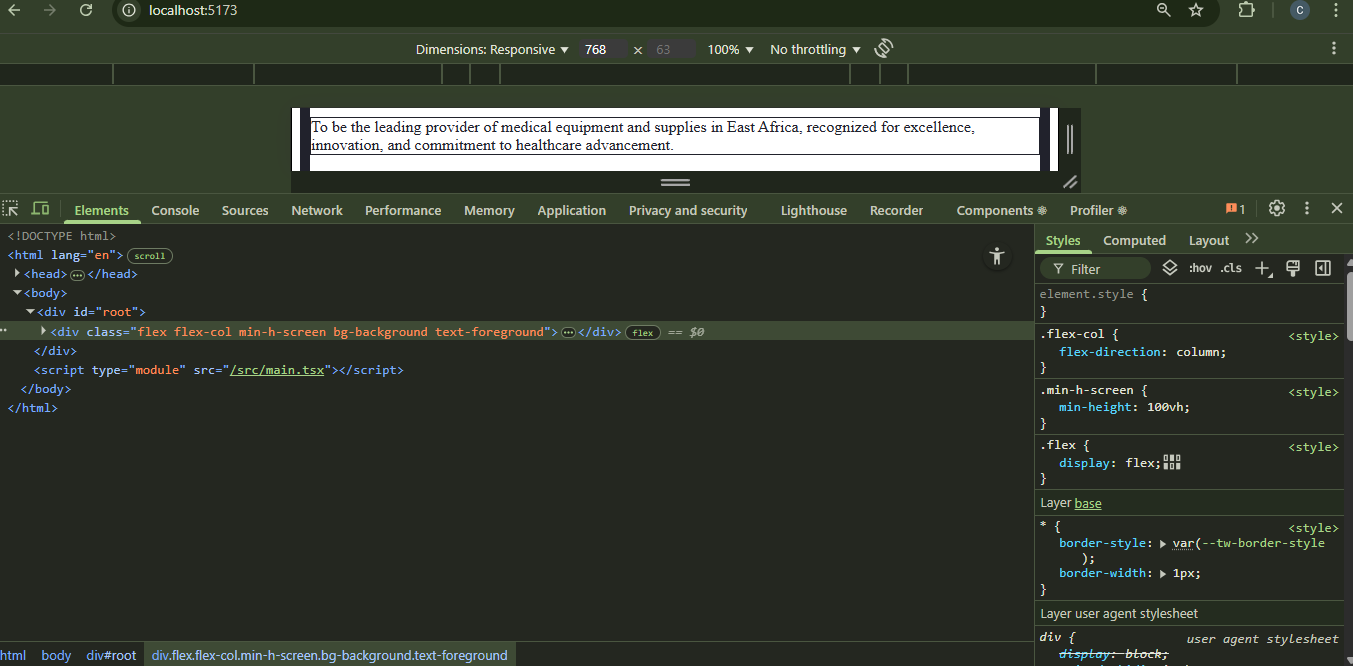 localhost:5173
C
Dimensions: Responsive 768 × 63 100% No throttling
To be the leading provider of medical equipment and supplies in East Africa, recognized for excellence,
innovation, and commitment to healthcare advancement.
Elements Console Sources Network Performance Memory Application Privacy and security Lighthouse Recorder Components Profiler 1
<!DOCTYPE html>
<html lang="en"> scroll
<head> </head>
<body>
<div id="root">
<div class="flex flex-col min-h-screen bg-background text-foreground"> </div> flex == $0
</div>
<script type="module" src="/src/main.tsx"></script>
</body>
</html>
html body div#root div.flex.flex-col.min-h-screen.bg-background.text-foreground
Styles Computed Layout
Filter :hov .cls
element.style {
}
.flex-col { <style>
flex-direction: column;
}
.min-h-screen { <style>
min-height: 100vh;
}
.flex { <style>
display: flex;
}
Layer base
* { <style>
border-style: var(--tw-border-style
);
border-width: 1px;
}
Layer user agent stylesheet
div { user agent stylesheet
display: block;